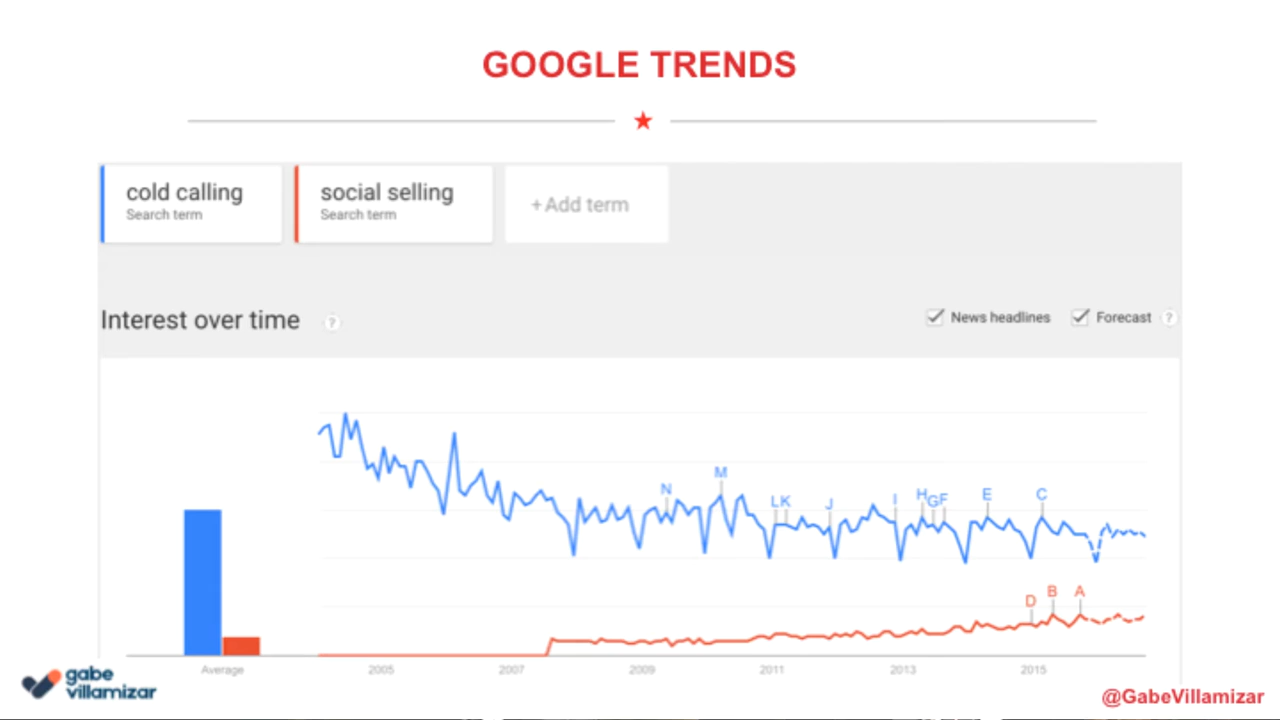 GOOGLE TRENDS
cold calling
Search term
social selling
Search term
+ Add term
Interest over time ?
News headlines
Forecast ?
N
M
L K
J
I
H G F
E
C
D
B
A
Average
2005
2007
2009
2011
2013
2015
gabe
villamizar
@GabeVillamizar